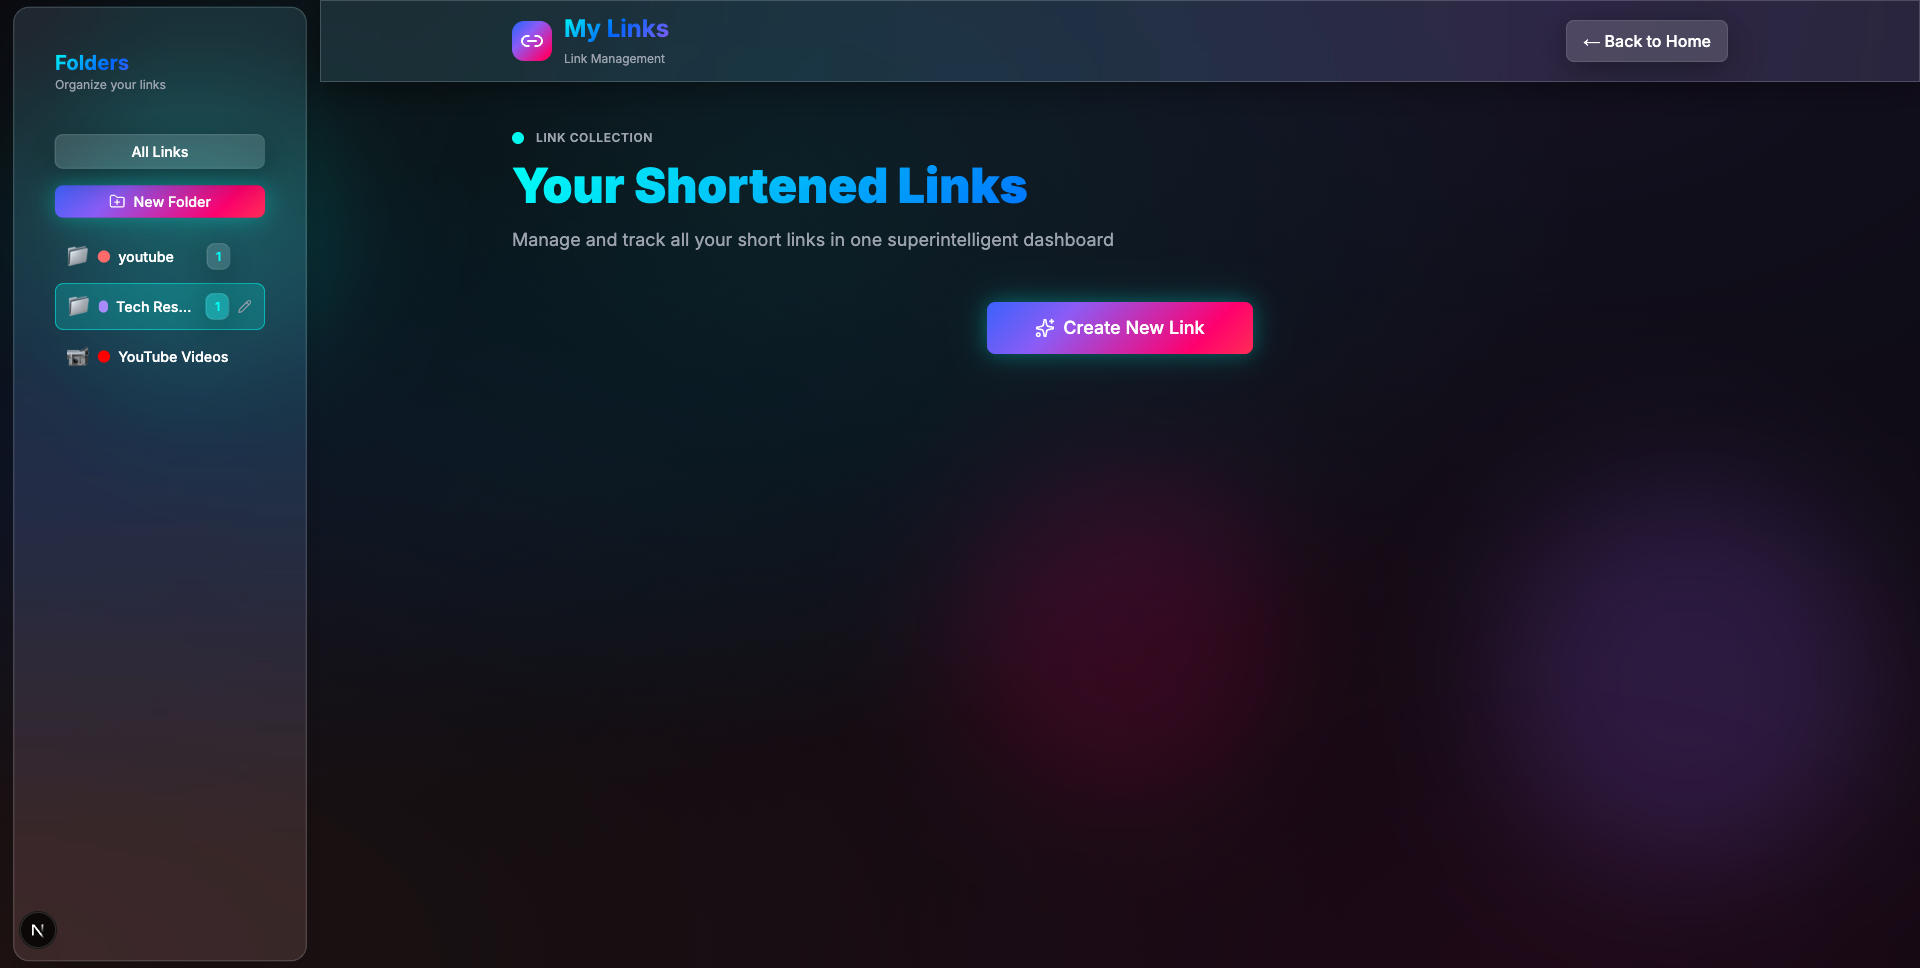 Folders
Organize your links
All Links
New Folder
youtube 1
Tech Res... 1
YouTube Videos
N
My Links
Link Management
← Back to Home
LINK COLLECTION
Your Shortened Links
Manage and track all your short links in one superintelligent dashboard
Create New Link